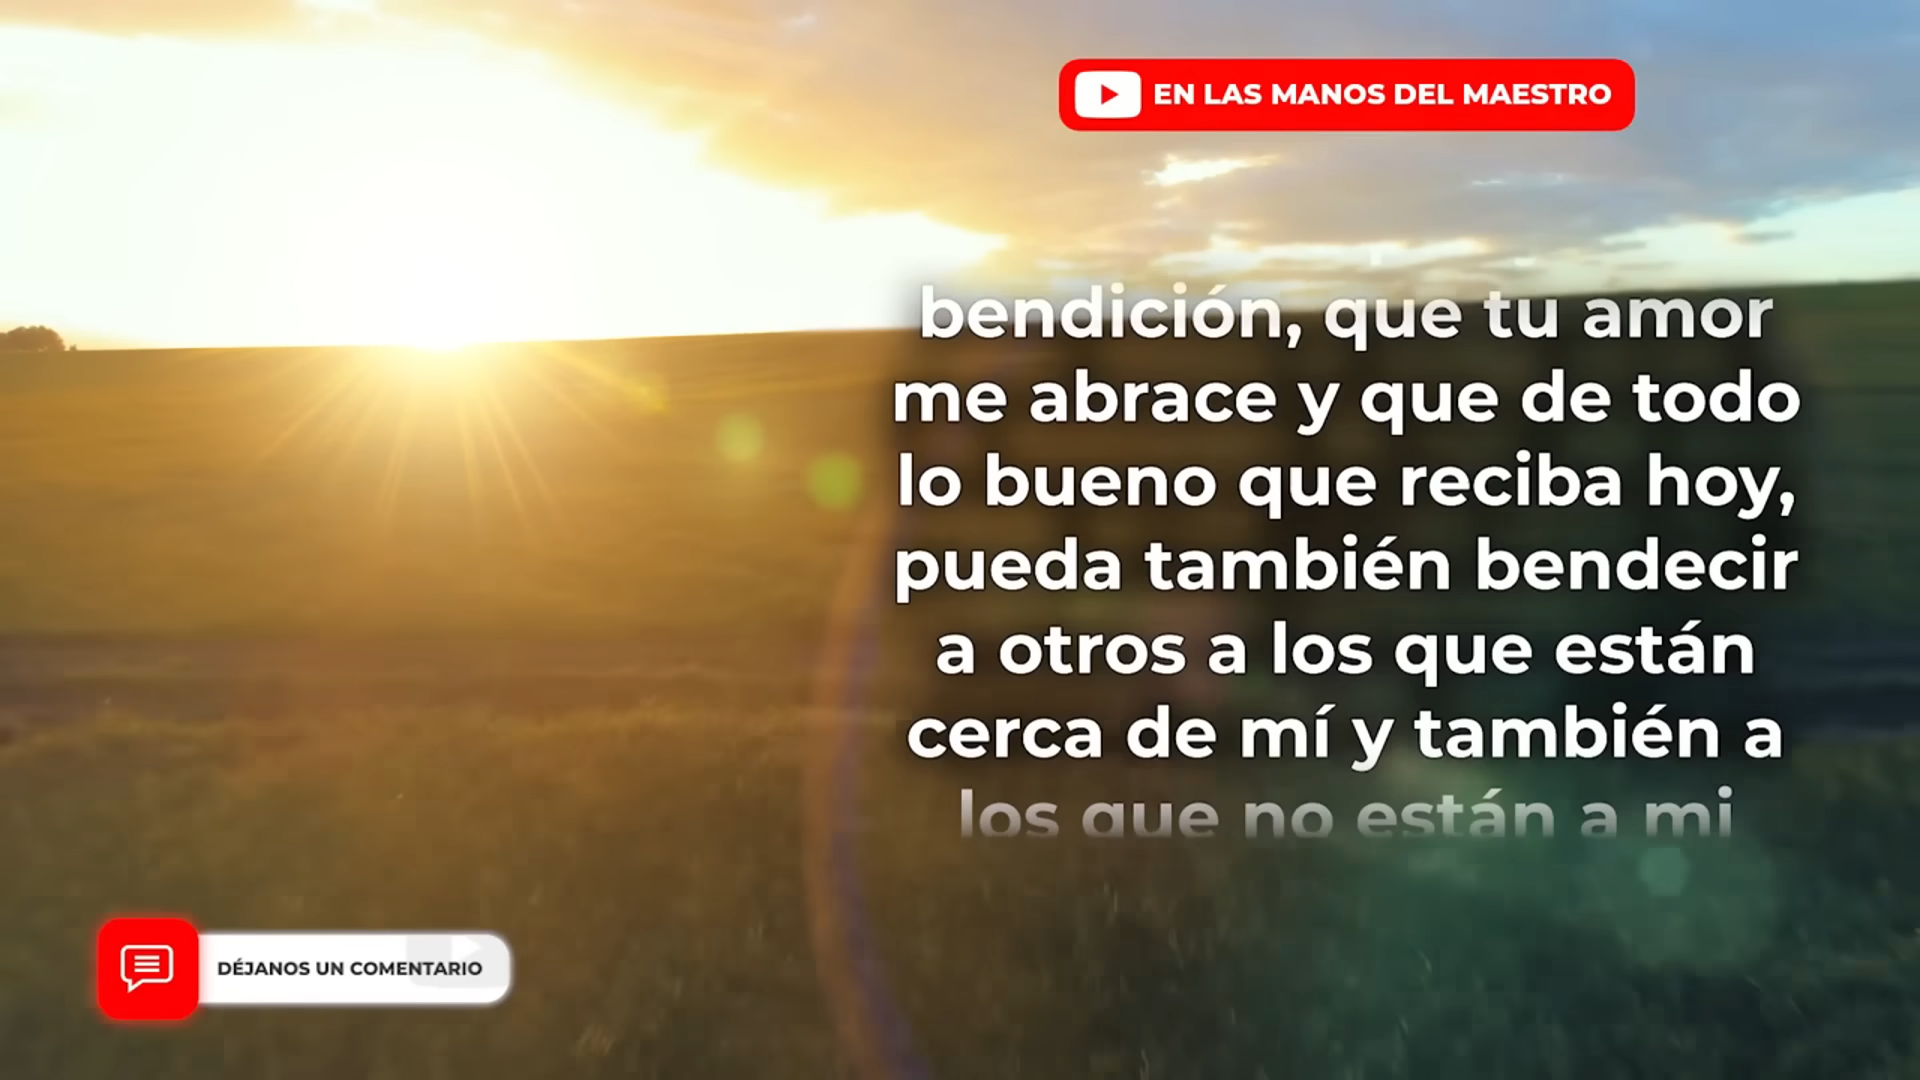 EN LAS MANOS DEL MAESTRO
bendición, que tu amor
me abrace y que de todo
lo bueno que reciba hoy,
pueda también bendecir
a otros a los que están
cerca de mí y también a
los que no están a mi
DÉJANOS UN COMENTARIO